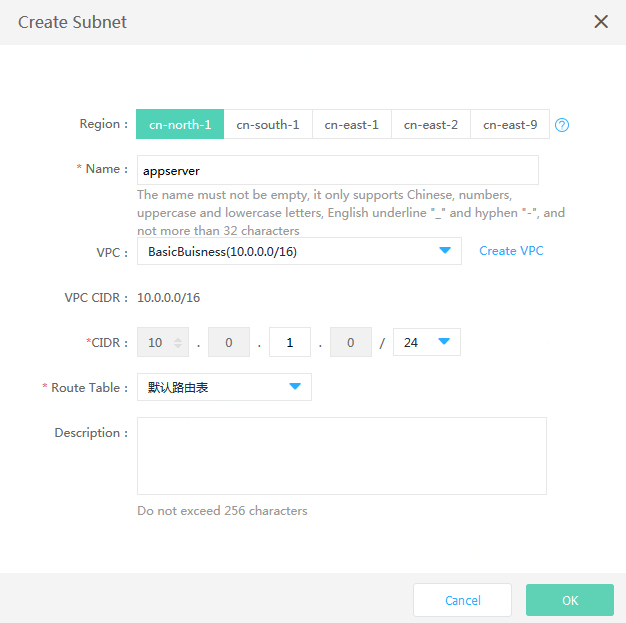 Create Subnet
Region : cn-north-1 cn-south-1 cn-east-1 cn-east-2 cn-east-9 ?
* Name : appserver
The name must not be empty, it only supports Chinese, numbers,
uppercase and lowercase letters, English underline "_" and hyphen "-", and
not more than 32 characters
VPC : BasicBuisness(10.0.0.0/16) Create VPC
VPC CIDR : 10.0.0.0/16
*CIDR : 10 . 0 . 1 . 0 / 24
* Route Table : 默认路由表
Description :
Do not exceed 256 characters
Cancel OK